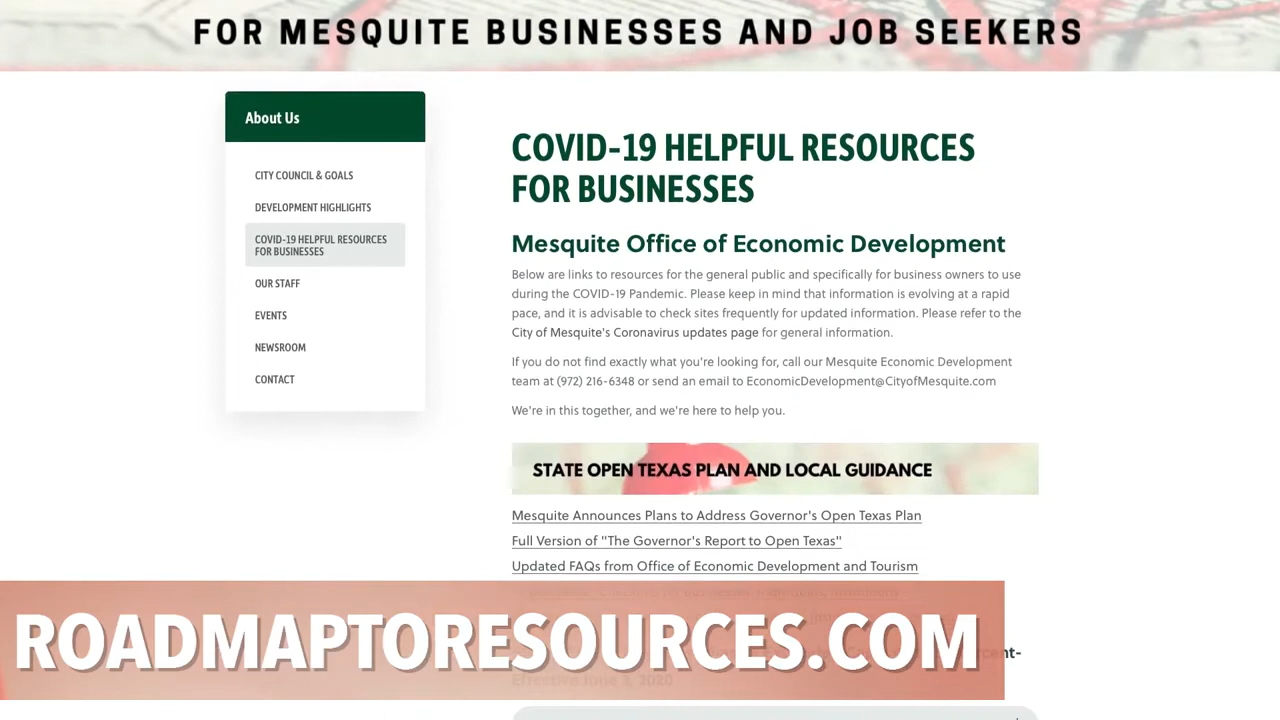 FOR MESQUITE BUSINESSES AND JOB SEEKERS
About Us
CITY COUNCIL & GOALS
DEVELOPMENT HIGHLIGHTS
COVID-19 HELPFUL RESOURCES
FOR BUSINESSES
OUR STAFF
EVENTS
NEWSROOM
CONTACT
COVID-19 HELPFUL RESOURCES
FOR BUSINESSES
Mesquite Office of Economic Development
Below are links to resources for the general public and specifically for business owners to use
during the COVID-19 Pandemic. Please keep in mind that information is evolving at a rapid
pace, and it is advisable to check sites frequently for updated information. Please refer to the
City of Mesquite's Coronavirus updates page for general information.
If you do not find exactly what you're looking for, call our Mesquite Economic Development
team at (972) 216-6348 or send an email to EconomicDevelopment@CityofMesquite.com
We're in this together, and we're here to help you.
STATE OPEN TEXAS PLAN AND LOCAL GUIDANCE
Mesquite Announces Plans to Address Governor's Open Texas Plan
Full Version of "The Governor's Report to Open Texas"
Updated FAQs from Office of Economic Development and Tourism
ROADMAPTORESOURCES.COM
Effective June 3, 2020